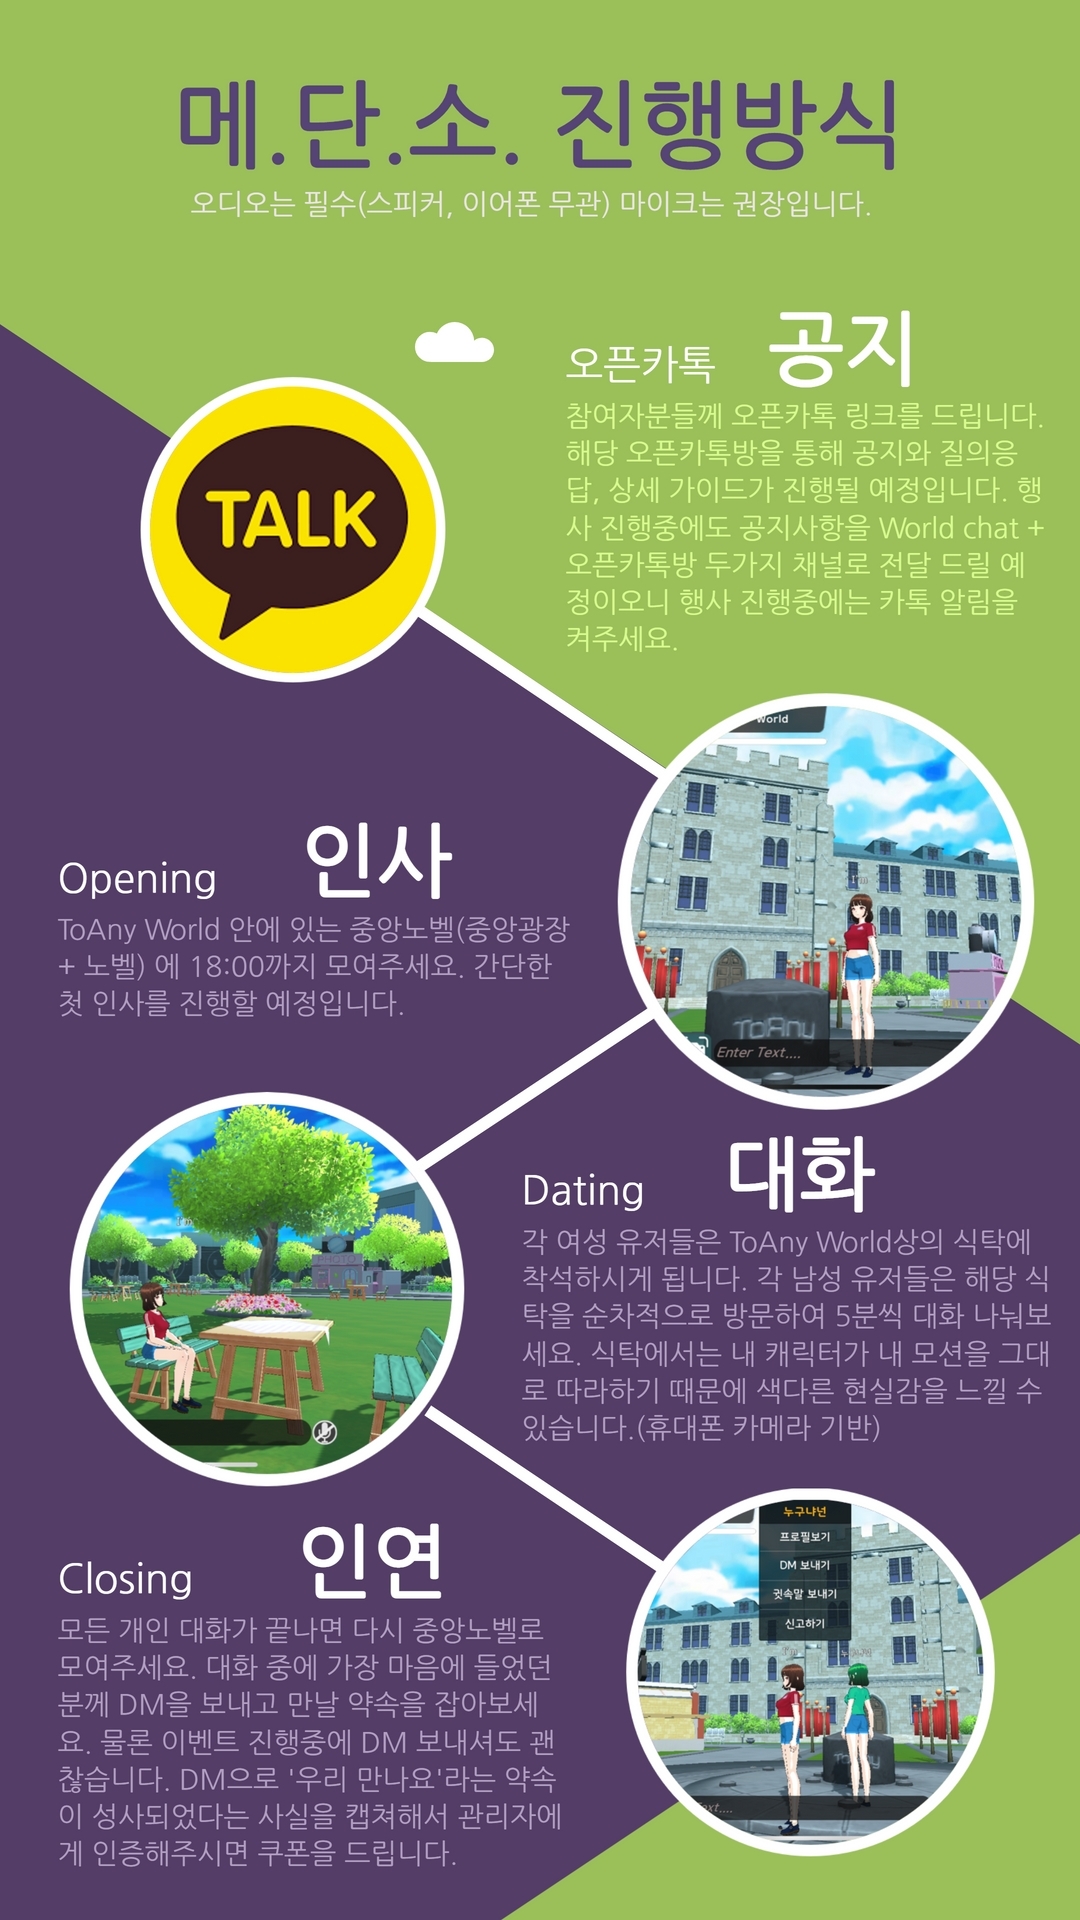 메.단.소. 진행방식
오디오는 필수(스피커, 이어폰 무관) 마이크는 권장입니다.
오픈카톡 공지
참여자분들께 오픈카톡 링크를 드립니다.
해당 오픈카톡방을 통해 공지와 질의응
답, 상세 가이드가 진행될 예정입니다. 행
사 진행중에도 공지사항을 World chat +
오픈카톡방 두가지 채널로 전달 드릴 예
정이오니 행사 진행중에는 카톡 알림을
켜주세요.
TALK
World
ToAny
Enter Text....
Opening 인사
ToAny World 안에 있는 중앙노벨(중앙광장
+ 노벨) 에 18:00까지 모여주세요. 간단한
첫 인사를 진행할 예정입니다.
Dating 대화
각 여성 유저들은 ToAny World상의 식탁에
착석하시게 됩니다. 각 남성 유저들은 해당 식
탁을 순차적으로 방문하여 5분씩 대화 나눠보
세요. 식탁에서는 내 캐릭터가 내 모션을 그대
로 따라하기 때문에 색다른 현실감을 느낄 수
있습니다.(휴대폰 카메라 기반)
누구냐넌
프로필보기
DM 보내기
귓속말 보내기
신고하기
Closing 인연
모든 개인 대화가 끝나면 다시 중앙노벨로
모여주세요. 대화 중에 가장 마음에 들었던
분께 DM을 보내고 만날 약속을 잡아보세
요. 물론 이벤트 진행중에 DM 보내셔도 괜
찮습니다. DM으로 '우리 만나요'라는 약속
이 성사되었다는 사실을 캡쳐해서 관리자에
게 인증해주시면 쿠폰을 드립니다.